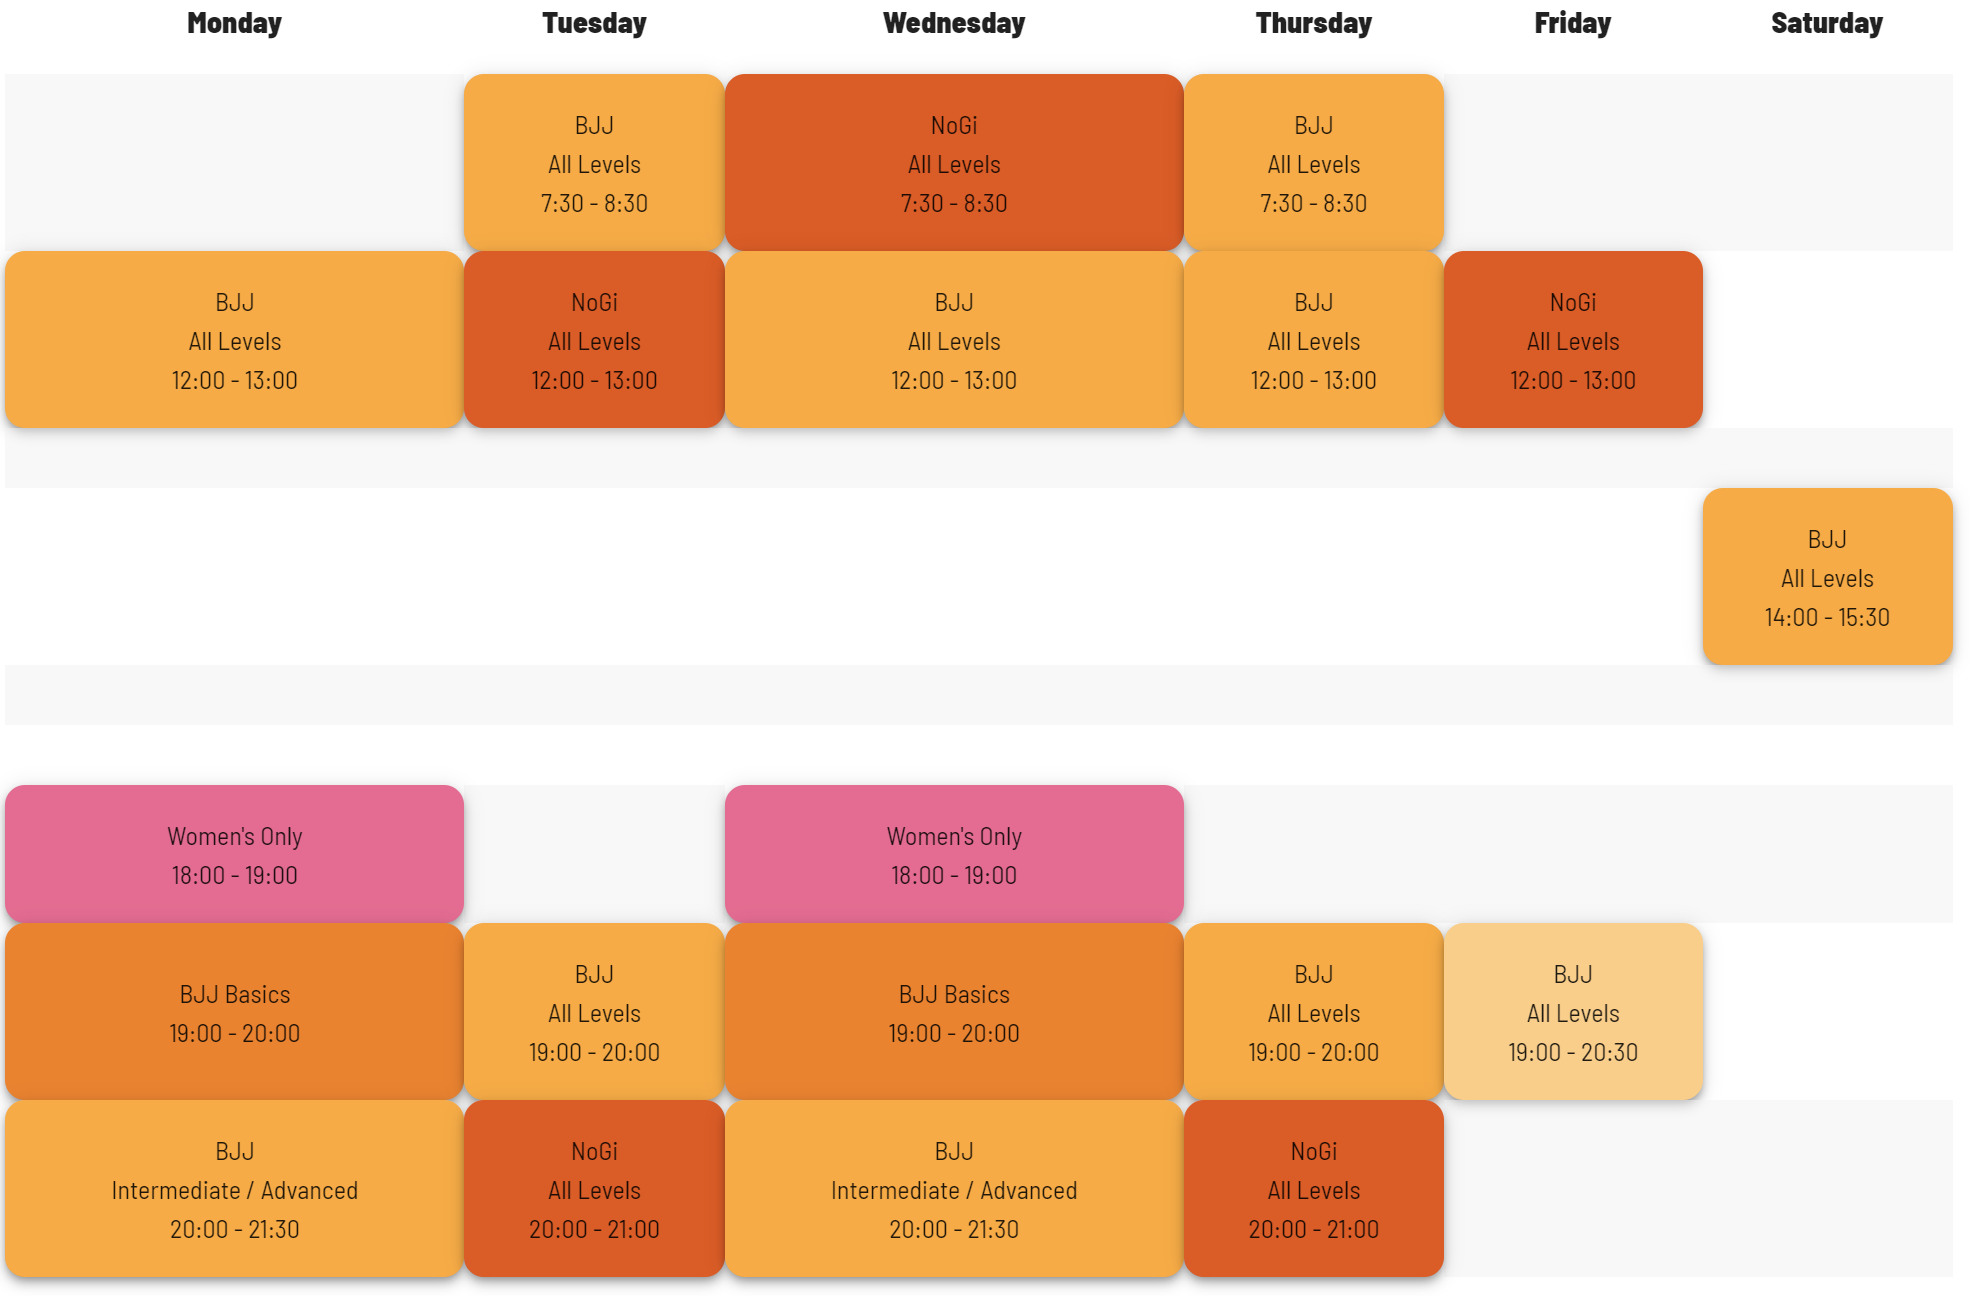 Monday
Tuesday
Wednesday
Thursday
Friday
Saturday
BJJ
All Levels
7:30 - 8:30
NoGi
All Levels
7:30 - 8:30
BJJ
All Levels
7:30 - 8:30
BJJ
All Levels
12:00 - 13:00
NoGi
All Levels
12:00 - 13:00
BJJ
All Levels
12:00 - 13:00
BJJ
All Levels
12:00 - 13:00
NoGi
All Levels
12:00 - 13:00
BJJ
All Levels
14:00 - 15:30
Women's Only
18:00 - 19:00
Women's Only
18:00 - 19:00
BJJ Basics
19:00 - 20:00
BJJ
All Levels
19:00 - 20:00
BJJ Basics
19:00 - 20:00
BJJ
All Levels
19:00 - 20:00
BJJ
All Levels
19:00 - 20:30
BJJ
Intermediate / Advanced
20:00 - 21:30
NoGi
All Levels
20:00 - 21:00
BJJ
Intermediate / Advanced
20:00 - 21:30
NoGi
All Levels
20:00 - 21:00